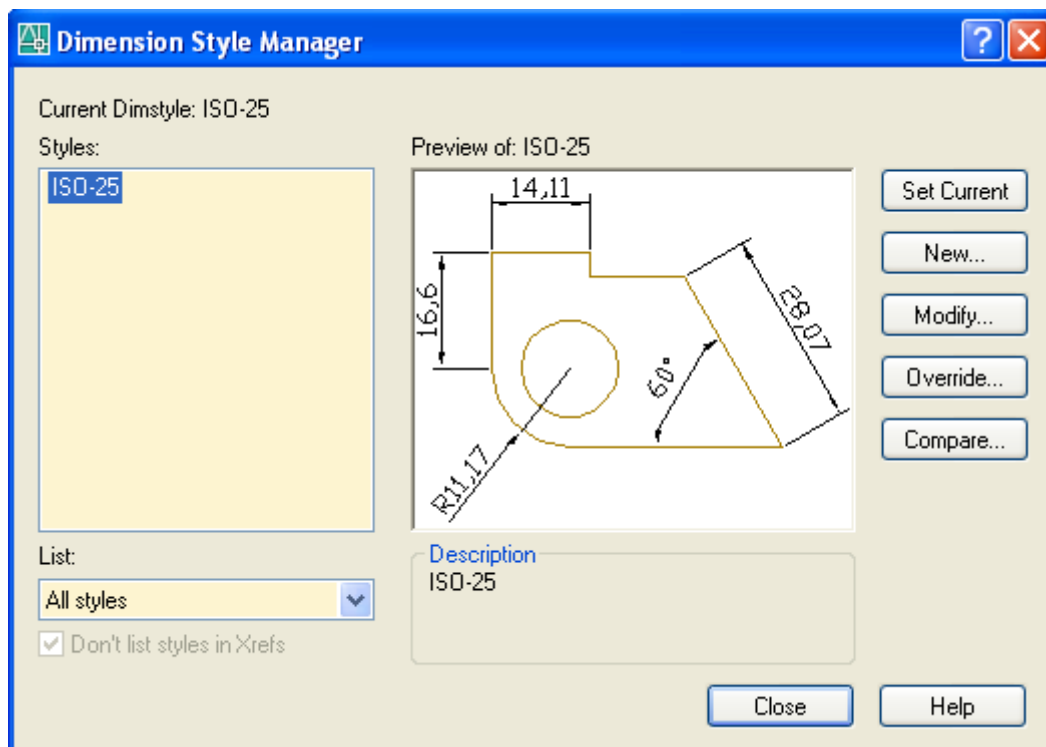 Dimension Style Manager
Current Dimstyle: ISO-25
Styles:
ISO-25
Preview of: ISO-25
14,11
16,6
28,07
60°
R11,17
Set Current
New...
Modify...
Override...
Compare...
List:
All styles
Don't list styles in Xrefs
Description
ISO-25
Close
Help